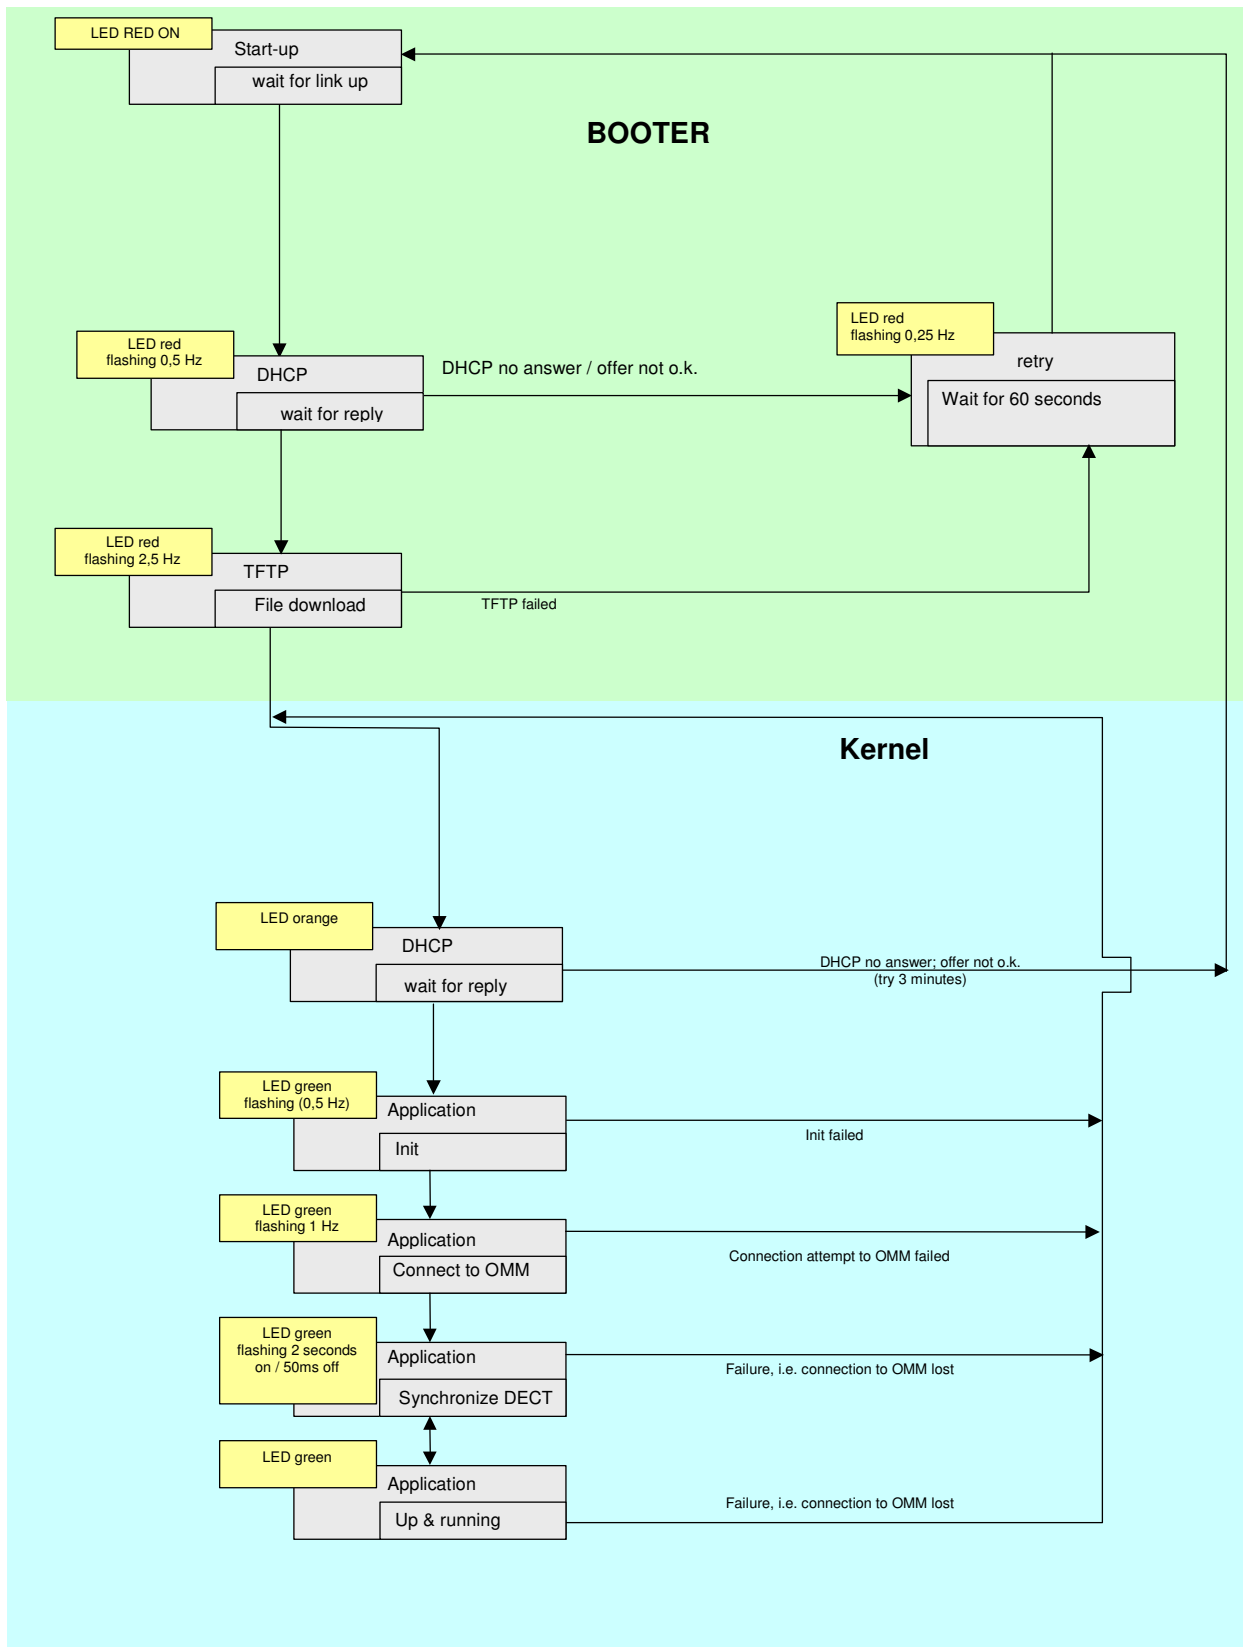 LED RED ON
Start-up
wait for link up
BOOTER
LED red
flashing 0,5 Hz
DHCP
wait for reply
DHCP no answer / offer not o.k.
LED red
flashing 0,25 Hz
retry
Wait for 60 seconds
LED red
flashing 2,5 Hz
TFTP
File download
TFTP failed
Kernel
LED orange
DHCP
wait for reply
DHCP no answer; offer not o.k.
(try 3 minutes)
LED green
flashing (0,5 Hz)
Application
Init
Init failed
LED green
flashing 1 Hz
Application
Connect to OMM
Connection attempt to OMM failed
LED green
flashing 2 seconds
on / 50ms off
Application
Synchronize DECT
Failure, i.e. connection to OMM lost
LED green
Application
Up & running
Failure, i.e. connection to OMM lost